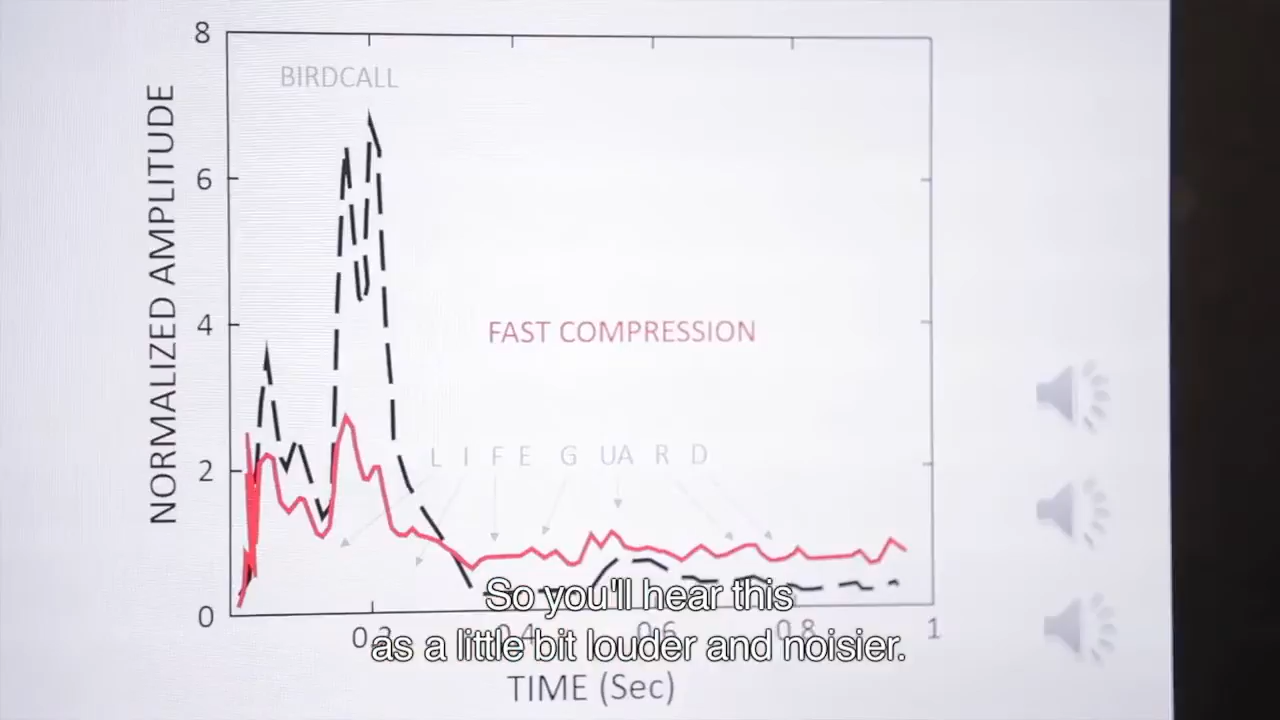 8
BIRDCALL
NORMALIZED AMPLITUDE
6
4
FAST COMPRESSION
LIFEGUARD
2
0
0.2 0.4 0.6 0.8 1
So you'll hear this
as a little bit louder and noisier.
TIME (Sec)